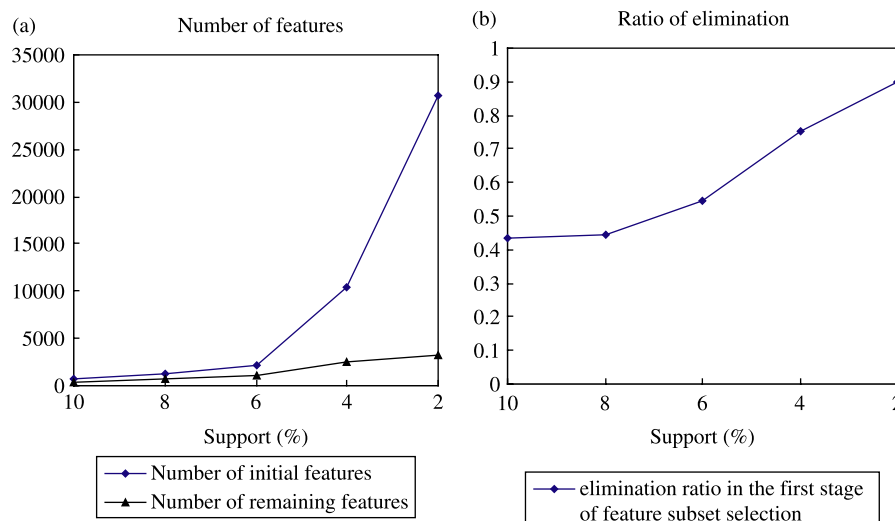 (a)
Number of features
35000
30000
25000
20000
15000
10000
5000
0
10 8 6 4 2
Support (%)
Number of initial features
Number of remaining features
(b)
Ratio of elimination
1
0.9
0.8
0.7
0.6
0.5
0.4
0.3
0.2
0.1
0
10 8 6 4 2
Support (%)
elimination ratio in the first stage
of feature subset selection